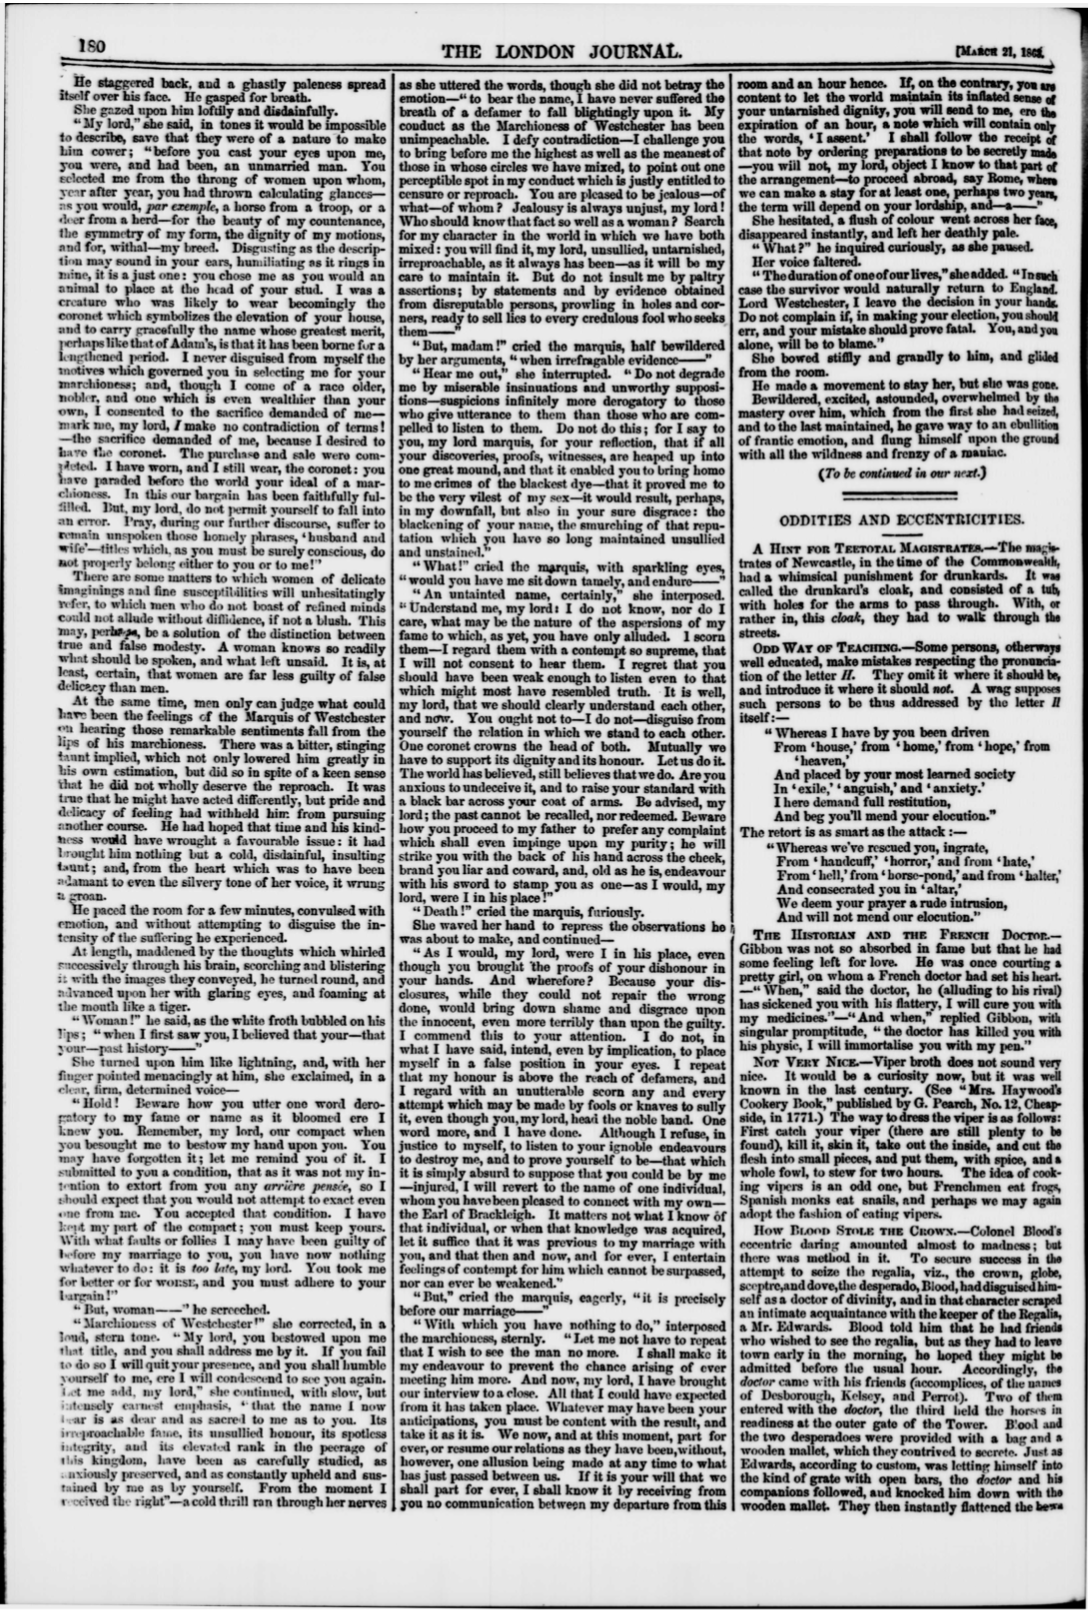 180
THE LONDON JOURNAL.
[MARCH 21, 1863.
He staggered back, and a ghastly paleness spread
itself over his face. He gasped for breath.
She gazed upon him loftily and disdainfully.
"My lord," she said, in tones it would be impossible
to describe, save that they were of a nature to make
him cower; "before you cast your eyes upon me,
you were, and had been, an unmarried man. You
selected me from the throng of women upon whom,
year after year, you had thrown calculating glances—
as you would, par exemple, a horse from a troop, or a
deer from a herd—for the beauty of my countenance,
the symmetry of my form, the dignity of my motions,
and for, withal—my breed. Disgusting as the descrip-
tion may sound in your ears, humiliating as it rings in
mine, it is a just one: you chose me as you would an
animal to place at the head of your stud. I was a
creature who was likely to wear becomingly the
coronet which symbolizes the elevation of your house,
and to carry gracefully the name whose greatest merit,
perhaps like that of Adam's, is that it has been borne for a
lengthened period. I never disguised from myself the
motives which governed you in selecting me for your
marchioness; and, though I come of a race older,
nobler, and one which is even wealthier than your
own, I consented to the sacrifice demanded of me—
mark me, my lord, I make no contradiction of terms!
—the sacrifice demanded of me, because I desired to
have the coronet. The purchase and sale were com-
pleted. I have worn, and I still wear, the coronet: you
have paraded before the world your ideal of a mar-
chioness. In this our bargain has been faithfully ful-
filled. But, my lord, do not permit yourself to fall into
an error. Pray, during our further discourse, suffer to
remain unspoken those homely phrases, 'husband and
wife'—titles which, as you must be surely conscious, do
not properly belong either to you or to me!"
There are some matters to which women of delicate
imaginings and fine susceptibilities will unhesitatingly
refer, to which men who do not boast of refined minds
could not allude without diffidence, if not a blush. This
may, perhaps, be a solution of the distinction between
true and false modesty. A woman knows so readily
what should be spoken, and what left unsaid. It is, at
least, certain, that women are far less guilty of false
delicacy than men.
At the same time, men only can judge what could
have been the feelings of the Marquis of Westchester
on hearing those remarkable sentiments fall from the
lips of his marchioness. There was a bitter, stinging
taunt implied, which not only lowered him greatly in
his own estimation, but did so in spite of a keen sense
that he did not wholly deserve the reproach. It was
true that he might have acted differently, but pride and
delicacy of feeling had withheld him from pursuing
another course. He had hoped that time and his kind-
ness would have wrought a favourable issue: it had
brought him nothing but a cold, disdainful, insulting
taunt; and, from the heart which was to have been
adamant to even the silvery tone of her voice, it wrung
a groan.
He paced the room for a few minutes, convulsed with
emotion, and without attempting to disguise the in-
tensity of the suffering he experienced.
At length, maddened by the thoughts which whirled
successively through his brain, scorching and blistering
it with the images they conveyed, he turned round, and
advanced upon her with glaring eyes, and foaming at
the mouth like a tiger.
"Woman!" he said, as the white froth bubbled on his
lips; "when I first saw you, I believed that your—that
your—past history——"
She turned upon him like lightning, and, with her
finger pointed menacingly at him, she exclaimed, in a
clear, firm, determined voice—
"Hold! Beware how you utter one word dero-
gatory to my fame or name as it bloomed ere I
knew you. Remember, my lord, our compact when
you besought me to bestow my hand upon you. You
may have forgotten it; let me remind you of it. I
submitted to you a condition, that as it was not my in-
tention to extort from you any arrière pensée, so I
should expect that you would not attempt to exact even
one from me. You accepted that condition. I have
kept my part of the compact; you must keep yours.
With what faults or follies I may have been guilty of
before my marriage to you, you have now nothing
whatever to do: it is too late, my lord. You took me
for better or for worse, and you must adhere to your
bargain!"
"But, woman——" he screeched.
"Marchioness of Westchester!" she corrected, in a
loud, stern tone. "My lord, you bestowed upon me
that title, and you shall address me by it. If you fail
to do so I will quit your presence, and you shall humble
yourself to me, ere I will condescend to see you again.
Let me add, my lord," she continued, with slow, but
intensely earnest emphasis, "that the name I now
bear is as dear and as sacred to me as to you. Its
irreproachable fame, its unsullied honour, its spotless
integrity, and its elevated rank in the peerage of
this kingdom, have been as carefully studied, as
anxiously preserved, and as constantly upheld and sus-
tained by me as by yourself. From the moment I
received the right"—a cold thrill ran through her nerves
as she uttered the words, though she did not betray the
emotion—"to bear the name, I have never suffered the
breath of a defamer to fall blightingly upon it. My
conduct as the Marchioness of Westchester has been
unimpeachable. I defy contradiction—I challenge you
to bring before me the highest as well as the meanest of
those in whose circles we have mixed, to point out one
perceptible spot in my conduct which is justly entitled to
censure or reproach. You are pleased to be jealous—of
what—of whom? Jealousy is always unjust, my lord!
Who should know that fact so well as a woman? Search
for my character in the world in which we have both
mixed: you will find it, my lord, unsullied, untarnished,
irreproachable, as it always has been—as it will be my
care to maintain it. But do not insult me by paltry
assertions; by statements and by evidence obtained
from disreputable persons, prowling in holes and cor-
ners, ready to sell lies to every credulous fool who seeks
them——"
"But, madam!" cried the marquis, half bewildered
by her arguments, "when irrefragable evidence——"
"Hear me out," she interrupted. "Do not degrade
me by miserable insinuations and unworthy supposi-
tions—suspicions infinitely more derogatory to those
who give utterance to them than those who are com-
pelled to listen to them. Do not do this; for I say to
you, my lord marquis, for your reflection, that if all
your discoveries, proofs, witnesses, are heaped up into
one great mound, and that it enabled you to bring home
to me crimes of the blackest dye—that it proved me to
be the very vilest of my sex—it would result, perhaps,
in my downfall, but also in your sure disgrace: the
blackening of your name, the smurching of that repu-
tation which you have so long maintained unsullied
and unstained."
"What!" cried the marquis, with sparkling eyes,
"would you have me sit down tamely, and endure——"
"An untainted name, certainly," she interposed.
"Understand me, my lord: I do not know, nor do I
care, what may be the nature of the aspersions of my
fame to which, as yet, you have only alluded. I scorn
them—I regard them with a contempt so supreme, that
I will not consent to hear them. I regret that you
should have been weak enough to listen even to that
which might most have resembled truth. It is well,
my lord, that we should clearly understand each other,
and now. You ought not to—I do not—disguise from
yourself the relation in which we stand to each other.
One coronet crowns the head of both. Mutually we
have to support its dignity and its honour. Let us do it.
The world has believed, still believes that we do. Are you
anxious to undeceive it, and to raise your standard with
a black bar across your coat of arms. Be advised, my
lord; the past cannot be recalled, nor redeemed. Beware
how you proceed to my father to prefer any complaint
which shall even impinge upon my purity; he will
strike you with the back of his hand across the cheek,
brand you liar and coward, and, old as he is, endeavour
with his sword to stamp you as one—as I would, my
lord, were I in his place!"
"Death!" cried the marquis, furiously.
She waved her hand to repress the observations he
was about to make, and continued—
"As I would, my lord, were I in his place, even
though you brought the proofs of your dishonour in
your hands. And wherefore? Because your dis-
closures, while they could not repair the wrong
done, would bring down shame and disgrace upon
the innocent, even more terribly than upon the guilty.
I commend this to your attention. I do not, in
what I have said, intend, even by implication, to place
myself in a false position in your eyes. I repeat
that my honour is above the reach of defamers, and
I regard with an unutterable scorn any and every
attempt which may be made by fools or knaves to sully
it, even though you, my lord, head the noble band. One
word more, and I have done. Although I refuse, in
justice to myself, to listen to your ignoble endeavours
to destroy me, and to prove yourself to be—that which
it is simply absurd to suppose that you could be by me
—injured, I will revert to the name of one individual,
whom you have been pleased to connect with my own—
the Earl of Brackleigh. It matters not what I know of
that individual, or when that knowledge was acquired,
let it suffice that it was previous to my marriage with
you, and that then and now, and for ever, I entertain
feelings of contempt for him which cannot be surpassed,
nor can ever be weakened."
"But," cried the marquis, eagerly, "it is precisely
before our marriage——"
"With which you have nothing to do," interposed
the marchioness, sternly. "Let me not have to repeat
that I wish to see the man no more. I shall make it
my endeavour to prevent the chance arising of ever
meeting him more. And now, my lord, I have brought
our interview to a close. All that I could have expected
from it has taken place. Whatever may have been your
anticipations, you must be content with the result, and
take it as it is. We now, and at this moment, part for
ever, or resume our relations as they have been, without,
however, one allusion being made at any time to what
has just passed between us. If it is your will that we
shall part for ever, I shall know it by receiving from
you no communication between my departure from this
room and an hour hence. If, on the contrary, you are
content to let the world maintain its inflated sense of
your untarnished dignity, you will send to me, ere the
expiration of an hour, a note which will contain only
the words, 'I assent.' I shall follow the receipt of
that note by ordering preparations to be secretly made
—you will not, my lord, object I know to that part of
the arrangement—to proceed abroad, say Rome, where
we can make a stay for at least one, perhaps two years,
the term will depend on your lordship, and—a——"
She hesitated, a flush of colour went across her face,
disappeared instantly, and left her deathly pale.
"What?" he inquired curiously, as she paused.
Her voice faltered.
"The duration of one of our lives," she added. "In such
case the survivor would naturally return to England.
Lord Westchester, I leave the decision in your hands.
Do not complain if, in making your election, you should
err, and your mistake should prove fatal. You, and you
alone, will be to blame."
She bowed stiffly and grandly to him, and glided
from the room.
He made a movement to stay her, but she was gone.
Bewildered, excited, astounded, overwhelmed by the
mastery over him, which from the first she had seized,
and to the last maintained, he gave way to an ebullition
of frantic emotion, and flung himself upon the ground
with all the wildness and frenzy of a maniac.
(To be continued in our next.)
ODDITIES AND ECCENTRICITIES.
A HINT FOR TEETOTAL MAGISTRATES.—The magis-
trates of Newcastle, in the time of the Commonwealth,
had a whimsical punishment for drunkards. It was
called the drunkard's cloak, and consisted of a tub,
with holes for the arms to pass through. With, or
rather in, this cloak, they had to walk through the
streets.
ODD WAY OF TEACHING.—Some persons, otherways
well educated, make mistakes respecting the pronuncia-
tion of the letter H. They omit it where it should be,
and introduce it where it should not. A wag supposes
such persons to be thus addressed by the letter H
itself:—
"Whereas I have by you been driven
From 'house,' from 'home,' from 'hope,' from
'heaven,'
And placed by your most learned society
In 'exile,' 'anguish,' and 'anxiety.'
I here demand full restitution,
And beg you'll mend your elocution."
The retort is as smart as the attack:—
"Whereas we've rescued you, ingrate,
From 'handcuff,' 'horror,' and from 'hate,'
From 'hell,' from 'horse-pond,' and from 'halter,'
And consecrated you in 'altar,'
We deem your prayer a rude intrusion,
And will not mend our elocution."
THE HISTORIAN AND THE FRENCH DOCTOR.—
Gibbon was not so absorbed in fame but that he had
some feeling left for love. He was once courting a
pretty girl, on whom a French doctor had set his heart.
—"When," said the doctor, he (alluding to his rival)
has sickened you with his flattery, I will cure you with
my medicines."—"And when," replied Gibbon, with
singular promptitude, "the doctor has killed you with
his physic, I will immortalise you with my pen."
NOT VERY NICE.—Viper broth does not sound very
nice. It would be a curiosity now, but it was well
known in the last century. (See "Mrs. Haywood's
Cookery Book," published by G. Pearch, No. 12, Cheap-
side, in 1771.) The way to dress the viper is as follows:
First catch your viper (there are still plenty to be
found), kill it, skin it, take out the inside, and cut the
flesh into small pieces, and put them, with spice, and a
whole fowl, to stew for two hours. The idea of cook-
ing vipers is an odd one, but Frenchmen eat frogs,
Spanish monks eat snails, and perhaps we may again
adopt the fashion of eating vipers.
HOW BLOOD STOLE THE CROWN.—Colonel Blood's
eccentric daring amounted almost to madness; but
there was method in it. To secure success in the
attempt to seize the regalia, viz., the crown, globe,
sceptre, and dove, the desperado, Blood, had disguised him-
self as a doctor of divinity, and in that character scraped
an intimate acquaintance with the keeper of the Regalia,
a Mr. Edwards. Blood told him that he had friends
who wished to see the regalia, but as they had to leave
town early in the morning, he hoped they might be
admitted before the usual hour. Accordingly, the
doctor came with his friends (accomplices, of the names
of Desborough, Kelsey, and Perrot). Two of them
entered with the doctor, the third held the horses in
readiness at the outer gate of the Tower. Blood and
the two desperadoes were provided with a bag and a
wooden mallet, which they contrived to secrete. Just as
Edwards, according to custom, was letting himself into
the kind of grate with open bars, the doctor and his
companions followed, and knocked him down with the
wooden mallet. They then instantly flattened the bows